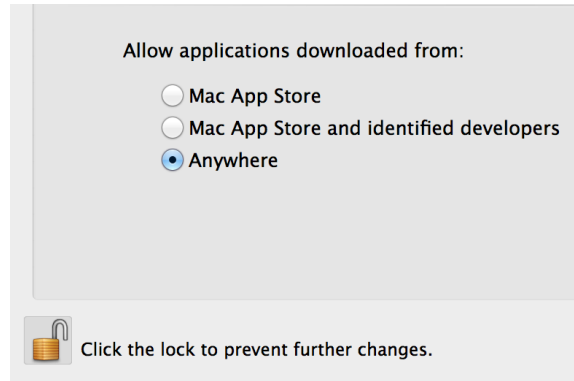 Allow applications downloaded from:
Mac App Store
Mac App Store and identified developers
Anywhere
Click the lock to prevent further changes.